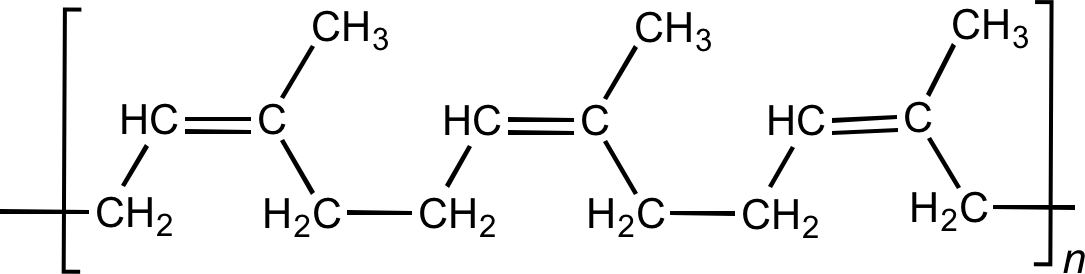 CH₃ CH₃ CH₃
HC C HC C HC C
CH₂ H₂C CH₂ H₂C CH₂ H₂C
n